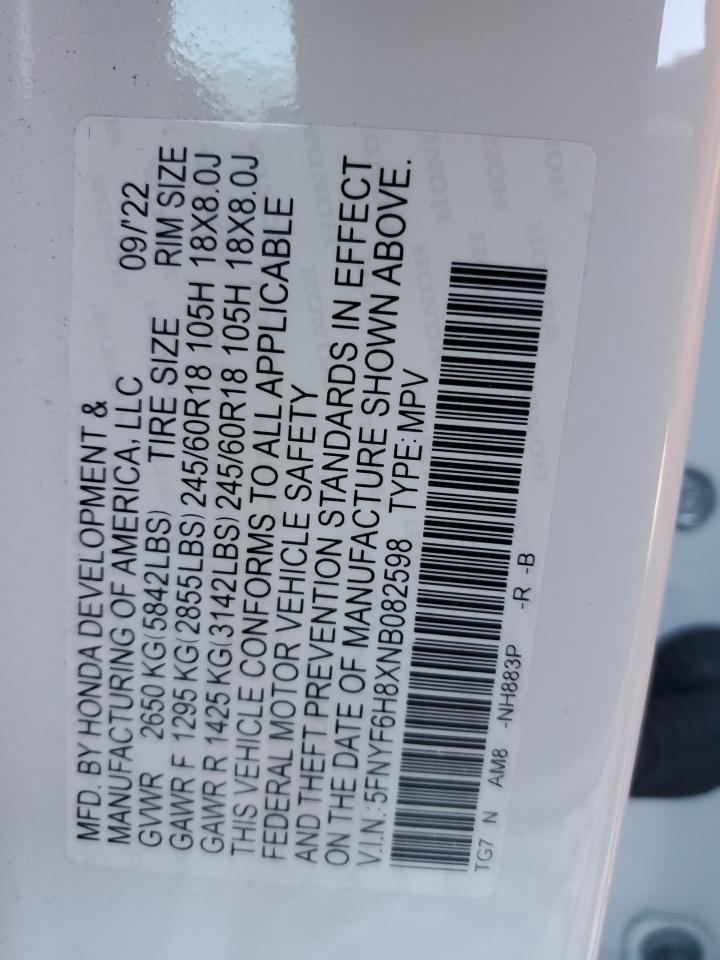 MFD. BY HONDA DEVELOPMENT &
MANUFACTURING OF AMERICA, LLC 09/'22
GVWR 2650 KG(5842LBS) TIRE SIZE RIM SIZE
GAWR F 1295 KG(2855LBS) 245/60R18 105H 18X8.0J
GAWR R 1425 KG(3142LBS) 245/60R18 105H 18X8.0J
THIS VEHICLE CONFORMS TO ALL APPLICABLE
FEDERAL MOTOR VEHICLE SAFETY
AND THEFT PREVENTION STANDARDS IN EFFECT
ON THE DATE OF MANUFACTURE SHOWN ABOVE.
V.I.N.:5FNYF6H8XNB082598 TYPE:MPV
TG7 N AM8 -NH883P -R -B